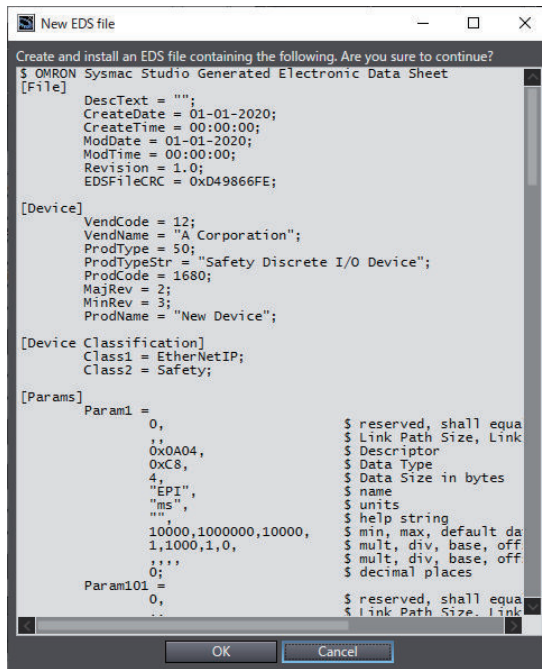 New EDS file
Create and install an EDS file containing the following. Are you sure to continue?
$ OMRON Sysmac Studio Generated Electronic Data Sheet
[File]
DescText = "";
CreateDate = 01-01-2020;
CreateTime = 00:00:00;
ModDate = 01-01-2020;
ModTime = 00:00:00;
Revision = 1.0;
EDSFileCRC = 0xD49866FE;
[Device]
VendCode = 12;
VendName = "A Corporation";
ProdType = 50;
ProdTypeStr = "Safety Discrete I/O Device";
ProdCode = 1680;
MajRev = 2;
MinRev = 3;
ProdName = "New Device";
[Device Classification]
Class1 = EtherNetIP;
Class2 = Safety;
[Params]
Param1 =
0, $ reserved, shall equa
,, $ Link Path Size, Link
0x0A04, $ Descriptor
0xC8, $ Data Type
4, $ Data Size in bytes
"EPI", $ name
"ms", $ units
"", $ help string
10000,1000000,10000, $ min, max, default da
1,1000,1,0, $ mult, div, base, off
,,,, $ mult, div, base, off
0; $ decimal places
Param101 =
0, $ reserved, shall equa
,, $ Link Path Size, Link
OK Cancel